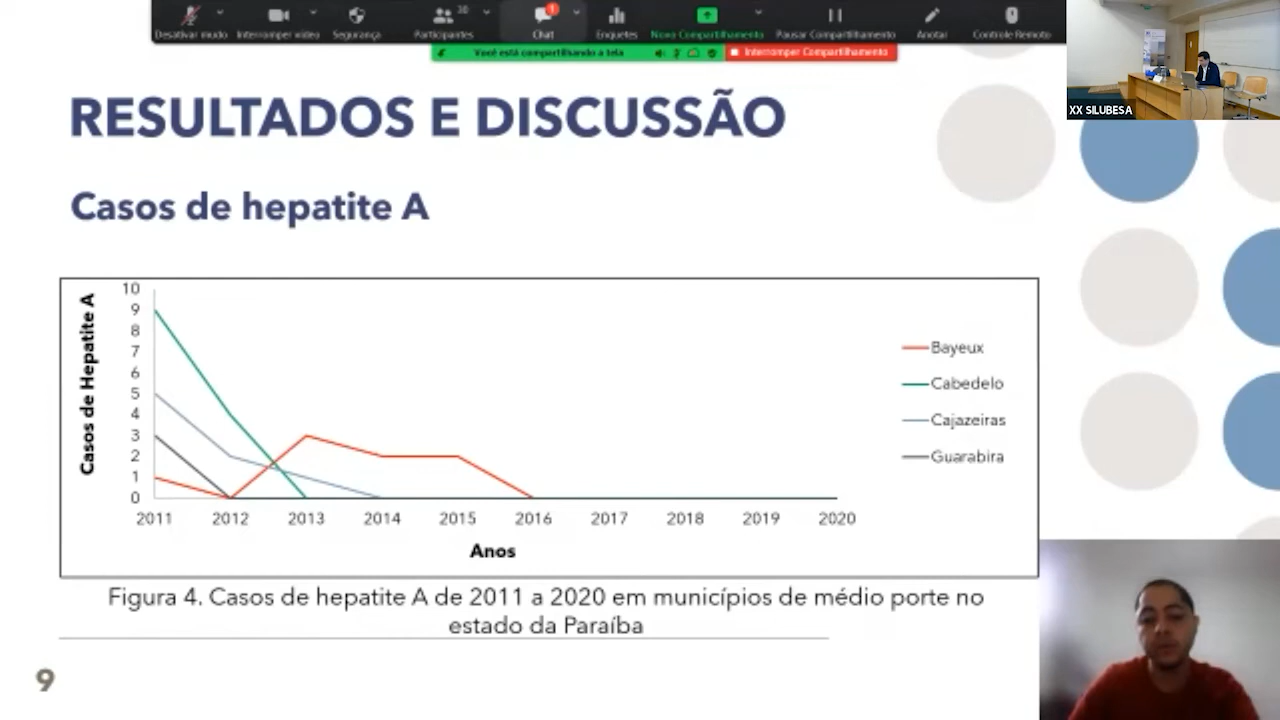 Desativar mudo
Interromper vídeo
Segurança
Participantes
30
Chat
1
Enquetes
Novo Compartilhamento
Pausar Compartilhamento
Anotar
Controle Remoto
Você está compartilhando a tela
Interromper Compartilhamento
XX SILUBESA
RESULTADOS E DISCUSSÃO
Casos de hepatite A
Casos de Hepatite A
10
9
8
7
6
5
4
3
2
1
0
2011 2012 2013 2014 2015 2016 2017 2018 2019 2020
Anos
Bayeux
Cabedelo
Cajazeiras
Guarabira
Figura 4. Casos de hepatite A de 2011 a 2020 em municípios de médio porte no
estado da Paraíba
9